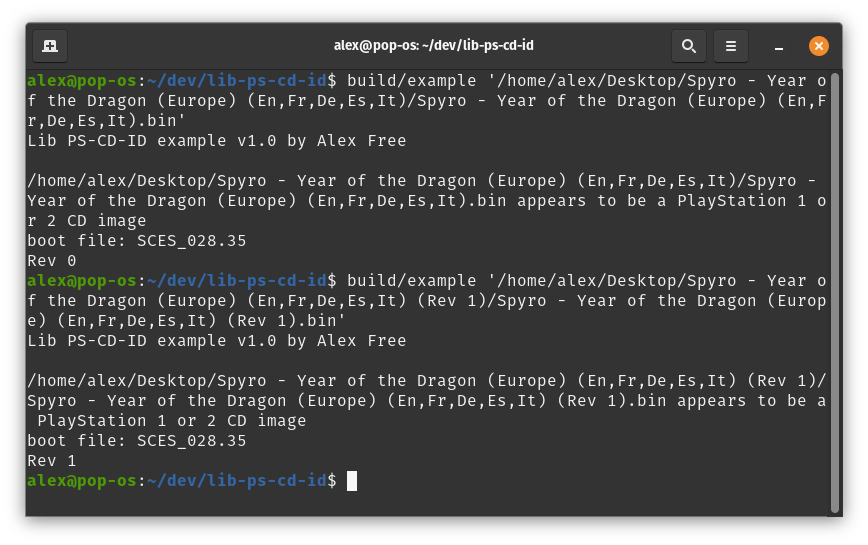 alex@pop-os: ~/dev/lib-ps-cd-id
alex@pop-os:~/dev/lib-ps-cd-id$ build/example '/home/alex/Desktop/Spyro - Year o
f the Dragon (Europe) (En,Fr,De,Es,It)/Spyro - Year of the Dragon (Europe) (En,F
r,De,Es,It).bin'
Lib PS-CD-ID example v1.0 by Alex Free
/home/alex/Desktop/Spyro - Year of the Dragon (Europe) (En,Fr,De,Es,It)/Spyro -
Year of the Dragon (Europe) (En,Fr,De,Es,It).bin appears to be a PlayStation 1 o
r 2 CD image
boot file: SCES_028.35
Rev 0
alex@pop-os:~/dev/lib-ps-cd-id$ build/example '/home/alex/Desktop/Spyro - Year o
f the Dragon (Europe) (En,Fr,De,Es,It) (Rev 1)/Spyro - Year of the Dragon (Europ
e) (En,Fr,De,Es,It) (Rev 1).bin'
Lib PS-CD-ID example v1.0 by Alex Free
/home/alex/Desktop/Spyro - Year of the Dragon (Europe) (En,Fr,De,Es,It) (Rev 1)/
Spyro - Year of the Dragon (Europe) (En,Fr,De,Es,It) (Rev 1).bin appears to be a
 PlayStation 1 or 2 CD image
boot file: SCES_028.35
Rev 1
alex@pop-os:~/dev/lib-ps-cd-id$